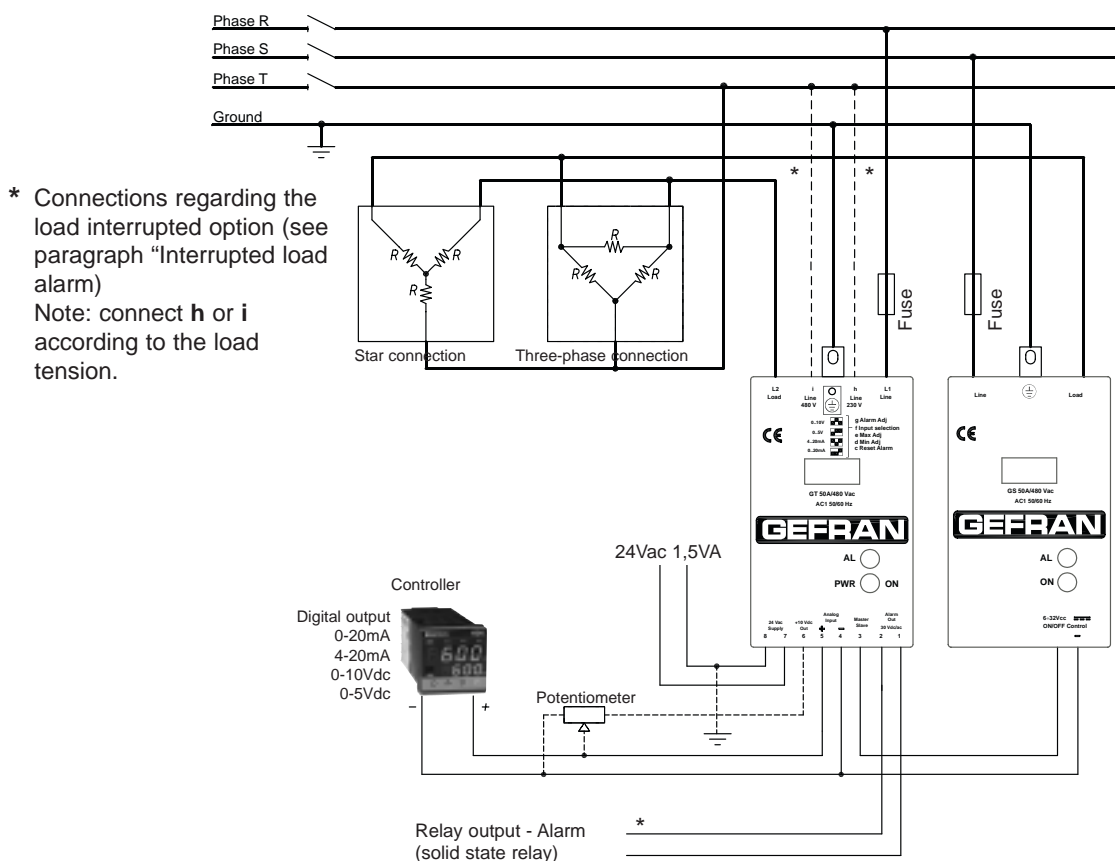 Phase R
Phase S
Phase T
Ground
* Connections regarding the
load interrupted option (see
paragraph “Interrupted load
alarm)
Note: connect h or i
according to the load
tension.
* *
R
R
R
R
R
R
Star connection
Three-phase connection
Fuse
Fuse
L2
Load
i
Line
480 V
h
Line
230 V
L1
Line
0..10V
0..5V
4..20mA
0..20mA
g Alarm Adj
f Input selection
e Max Adj
d Min Adj
c Reset Alarm
CE
GT 50A/480 Vac
AC1 50/60 Hz
GEFRAN
AL
PWR ON
24 Vac
Supply
+10 Vdc
Out
Analog
Input
+ −
Master
Slave
Alarm
Out
30 Vdc/ac
8 7 6 5 4 3 2 1
Line
Load
CE
GS 50A/480 Vac
AC1 50/60 Hz
GEFRAN
AL
ON
6-32Vcc
ON/OFF Control
−
24Vac 1,5VA
Controller
Digital output
0-20mA
4-20mA
0-10Vdc
0-5Vdc
600
600
− +
Potentiometer
Relay output - Alarm
(solid state relay)
*